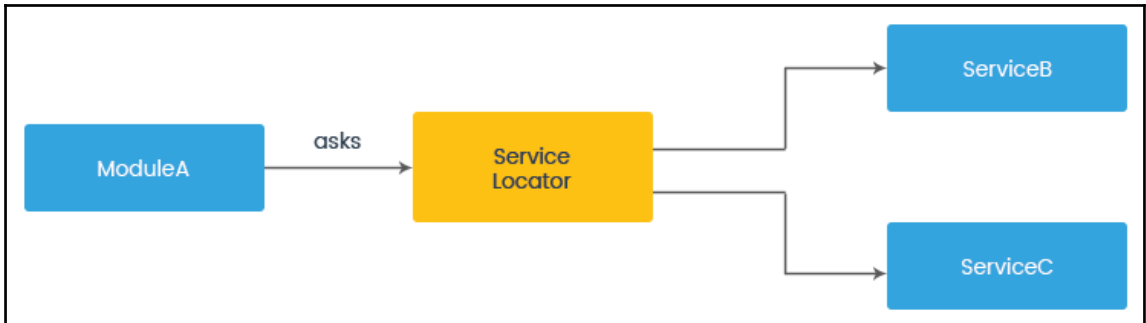 ModuleA
asks
Service
Locator
ServiceB
ServiceC